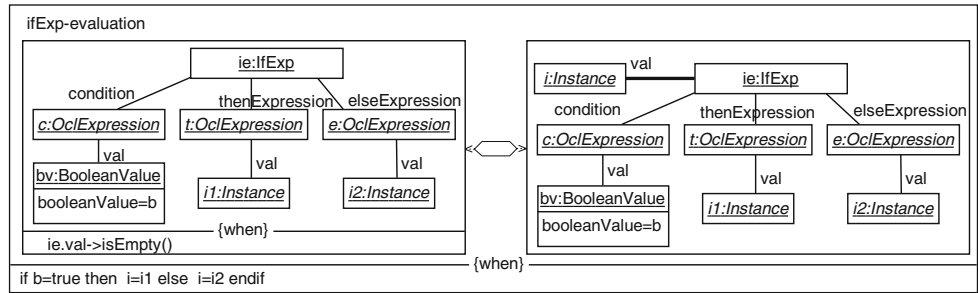 ifExp-evaluation
ie:IfExp
condition
thenExpression
elseExpression
c:OclExpression
t:OclExpression
e:OclExpression
val
val
val
bv:BooleanValue
booleanValue=b
i1:Instance
i2:Instance
{when}
ie.val->isEmpty()
i:Instance
val
ie:IfExp
condition
thenExpression
elseExpression
c:OclExpression
t:OclExpression
e:OclExpression
val
val
val
bv:BooleanValue
booleanValue=b
i1:Instance
i2:Instance
{when}
if b=true then i=i1 else i=i2 endif